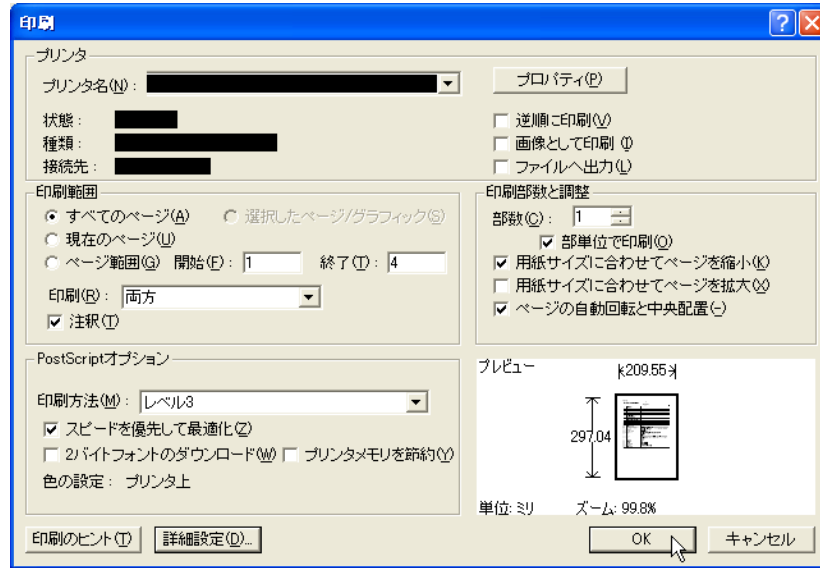 印刷
プリンタ
プリンタ名(N):
プロパティ(P)
状態:
種類:
接続先:
逆順に印刷(V)
画像として印刷 (I)
ファイルへ出力(L)
印刷範囲
すべてのページ(A) 選択したページ/グラフィック(S)
現在のページ(U)
ページ範囲(G) 開始(F): 1 終了(T): 4
印刷(R): 両方
注釈(T)
印刷部数と調整
部数(C): 1
部単位で印刷(O)
用紙サイズに合わせてページを縮小(K)
用紙サイズに合わせてページを拡大(X)
ページの自動回転と中央配置(-)
PostScriptオプション
印刷方法(M): レベル3
スピードを優先して最適化(Z)
2バイトフォントのダウンロード(W) プリンタメモリを節約(Y)
色の設定: プリンタ上
プレビュー
209.55
297.04
単位: ミリ ズーム: 99.8%
印刷のヒント(T) 詳細設定(D)... OK キャンセル